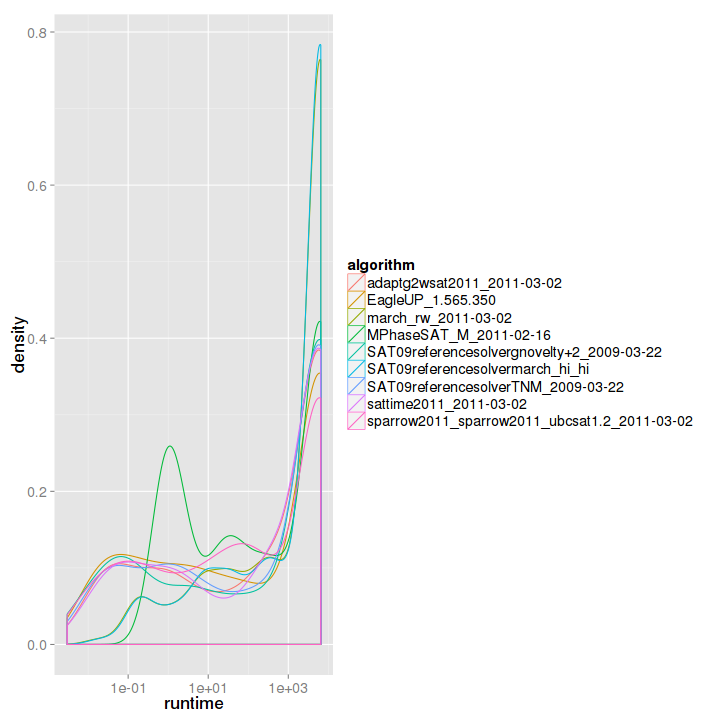 0.8
0.6
0.4
0.2
0.0
density
1e-01 1e+01 1e+03
runtime
algorithm
adaptg2wsat2011_2011-03-02
EagleUP_1.565.350
march_rw_2011-03-02
MPhaseSAT_M_2011-02-16
SAT09referencesolvergnovelty+2_2009-03-22
SAT09referencesolvermarch_hi_hi
SAT09referencesolverTNM_2009-03-22
sattime2011_2011-03-02
sparrow2011_sparrow2011_ubcsat1.2_2011-03-02